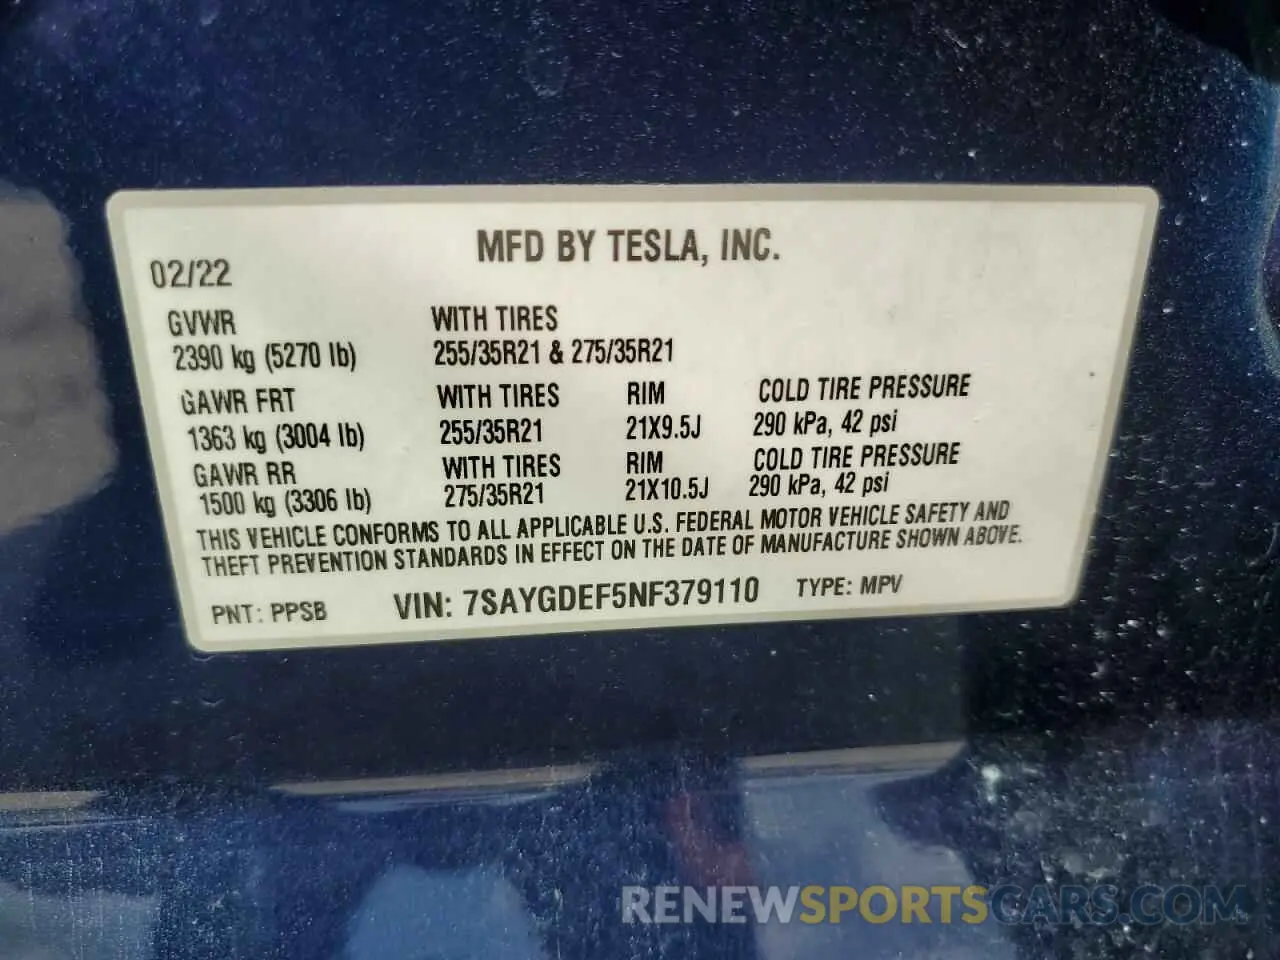 MFD BY TESLA, INC.
02/22
GVWR WITH TIRES
2390 kg (5270 lb) 255/35R21 & 275/35R21
GAWR FRT WITH TIRES RIM COLD TIRE PRESSURE
1363 kg (3004 lb) 255/35R21 21X9.5J 290 kPa, 42 psi
GAWR RR WITH TIRES RIM COLD TIRE PRESSURE
1500 kg (3306 lb) 275/35R21 21X10.5J 290 kPa, 42 psi
THIS VEHICLE CONFORMS TO ALL APPLICABLE U.S. FEDERAL MOTOR VEHICLE SAFETY AND
THEFT PREVENTION STANDARDS IN EFFECT ON THE DATE OF MANUFACTURE SHOWN ABOVE.
PNT: PPSB VIN: 7SAYGDEF5NF379110 TYPE: MPV
RENEWSPORTSCARS.COM